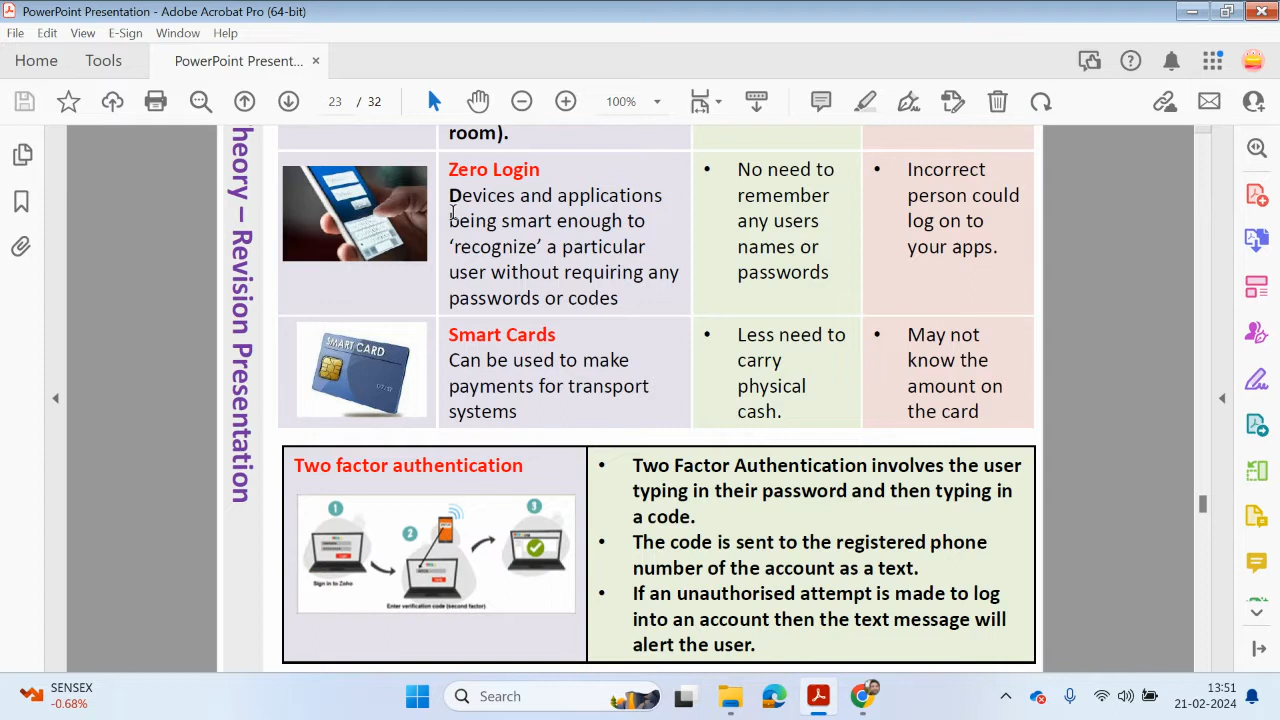 PowerPoint Presentation - Adobe Acrobat Pro (64-bit)
File Edit View E-Sign Window Help
Home Tools PowerPoint Present... ×
23 / 32 100%
heory – Revision Presentation
room).
Zero Login
Devices and applications
being smart enough to
‘recognize’ a particular
user without requiring any
passwords or codes
• No need to
remember
any users
names or
passwords
• Incorrect
person could
log on to
your apps.
SMART CARD
Smart Cards
Can be used to make
payments for transport
systems
• Less need to
carry
physical
cash.
• May not
know the
amount on
the card
Two factor authentication
1
2
3
Sign in to Zoho
Enter verification code (second factor)
• Two Factor Authentication involves the user
typing in their password and then typing in
a code.
• The code is sent to the registered phone
number of the account as a text.
• If an unauthorised attempt is made to log
into an account then the text message will
alert the user.
SENSEX
-0.68%
Search
13:51
21-02-2024